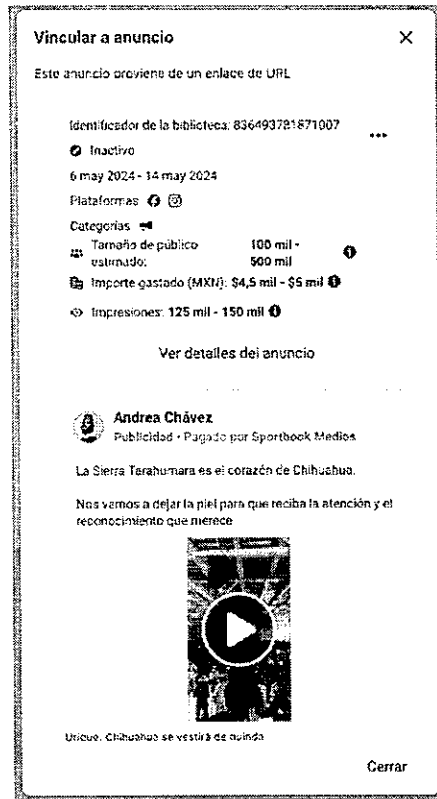 Vincular a anuncio
Este anuncio proviene de un enlace de URL
Identificador de la biblioteca: 836493781871007
Inactivo
6 may 2024 - 14 may 2024
Plataformas
Categorías
Tamaño de público estimado: 100 mil - 500 mil
Importe gastado (MXN): $4,5 mil - $5 mil
Impresiones: 125 mil - 150 mil
Ver detalles del anuncio
Andrea Chávez
Publicidad • Pagado por Sportbook Medios
La Sierra Tarahumara es el corazón de Chihuahua.
Nos vamos a dejar la piel para que reciba la atención y el
reconocimiento que merece
Urique, Chihuahua se vestirá de guinda
Cerrar